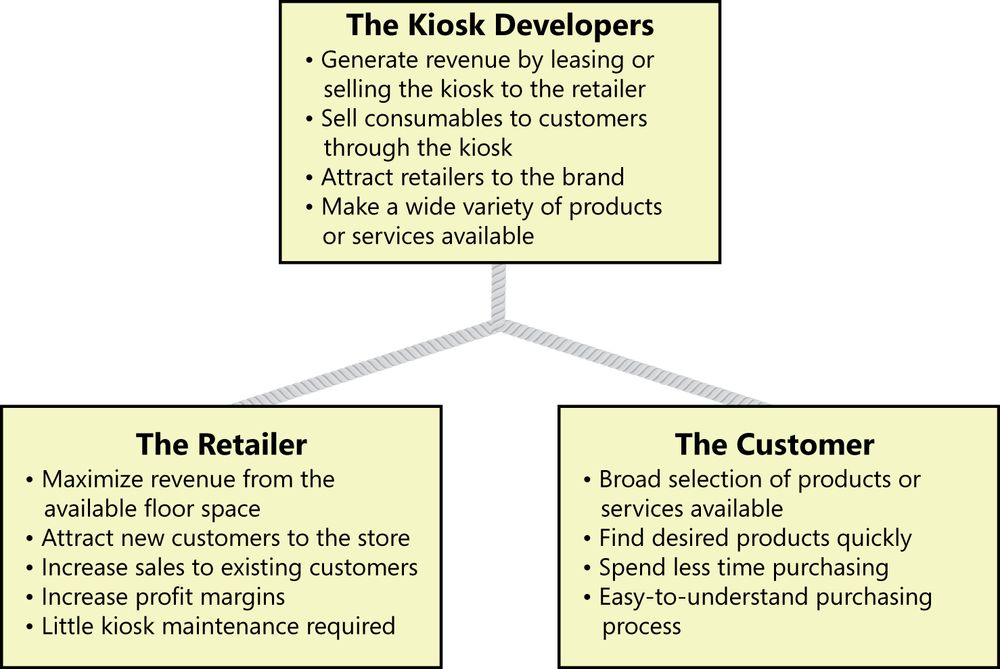 The Kiosk Developers
• Generate revenue by leasing or
selling the kiosk to the retailer
• Sell consumables to customers
through the kiosk
• Attract retailers to the brand
• Make a wide variety of products
or services available
The Retailer
• Maximize revenue from the
available floor space
• Attract new customers to the store
• Increase sales to existing customers
• Increase profit margins
• Little kiosk maintenance required
The Customer
• Broad selection of products or
services available
• Find desired products quickly
• Spend less time purchasing
• Easy-to-understand purchasing
process